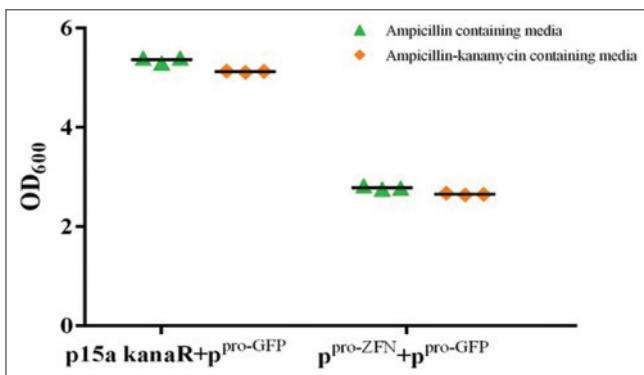 Ampicillin containing media
Ampicillin-kanamycin containing media
6
4
2
0
OD600
p15a kanaR+ppro-GFP
ppro-ZFN+ppro-GFP